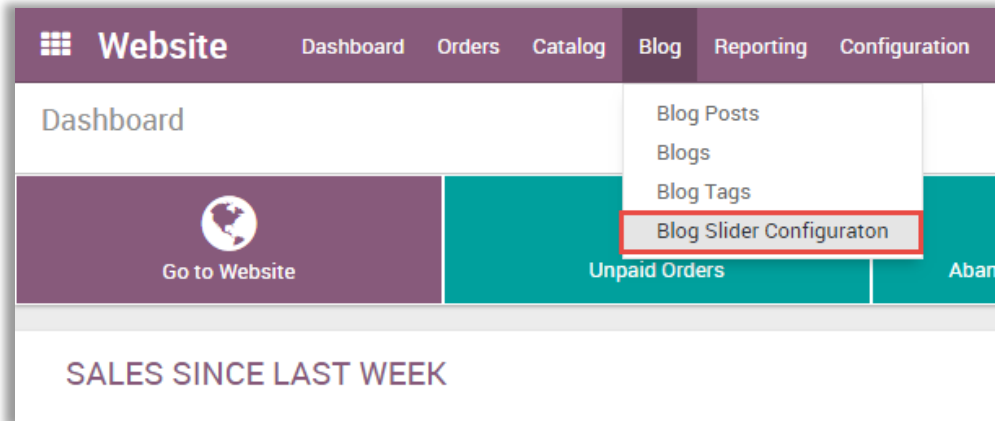 Website Dashboard Orders Catalog Blog Reporting Configuration
Dashboard
Blog Posts
Blogs
Blog Tags
Blog Slider Configuraton
Go to Website
Unpaid Orders
Aban
SALES SINCE LAST WEEK